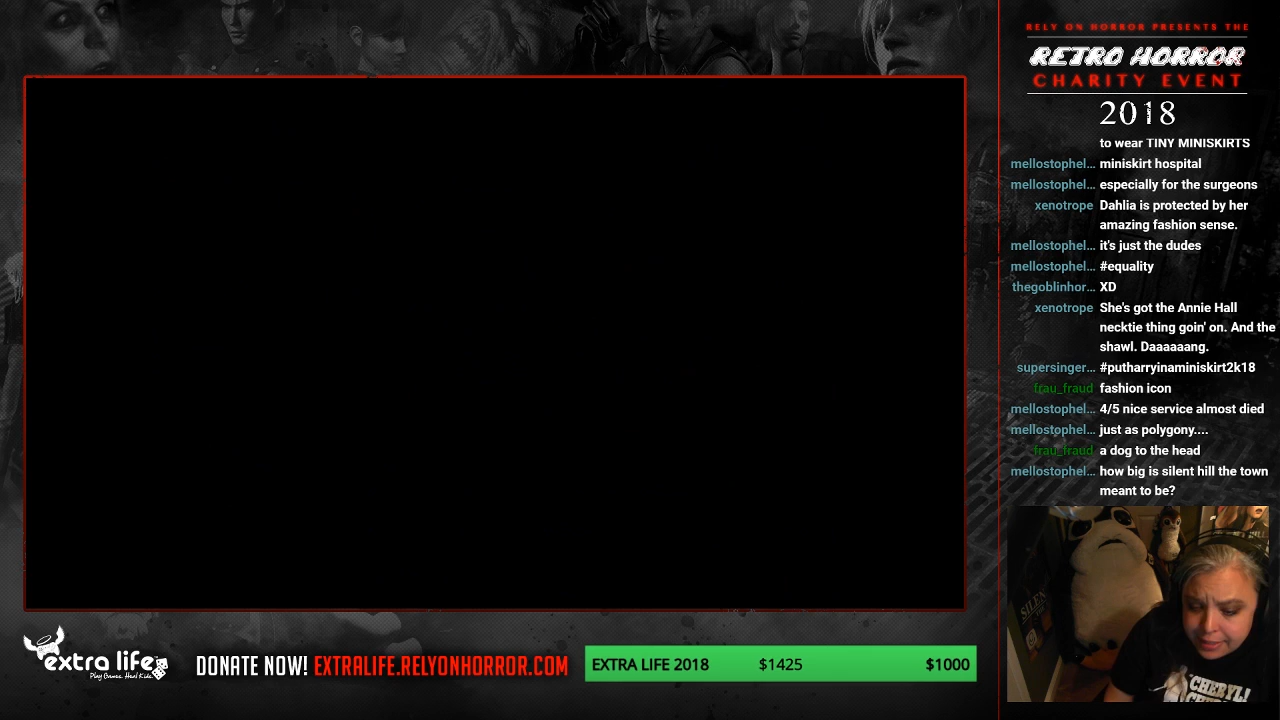 RELY ON HORROR PRESENTS THE
RETRO HORROR
CHARITY EVENT
2018
to wear TINY MINISKIRTS
mellostophel… miniskirt hospital
mellostophel… especially for the surgeons
xenotrope Dahlia is protected by her
amazing fashion sense.
mellostophel… it's just the dudes
mellostophel… #equality
thegoblinhor… XD
xenotrope She's got the Annie Hall
necktie thing goin' on. And the
shawl. Daaaaaang.
supersinger… #putharryinaminiskirt2k18
frau_fraud fashion icon
mellostophel… 4/5 nice service almost died
mellostophel… just as polygony....
frau_fraud a dog to the head
mellostophel… how big is silent hill the town
meant to be?
SILEN
CHERYL!
extra life
Play Games. Heal Kids.
DONATE NOW! EXTRALIFE.RELYONHORROR.COM
EXTRA LIFE 2018 $1425 $1000